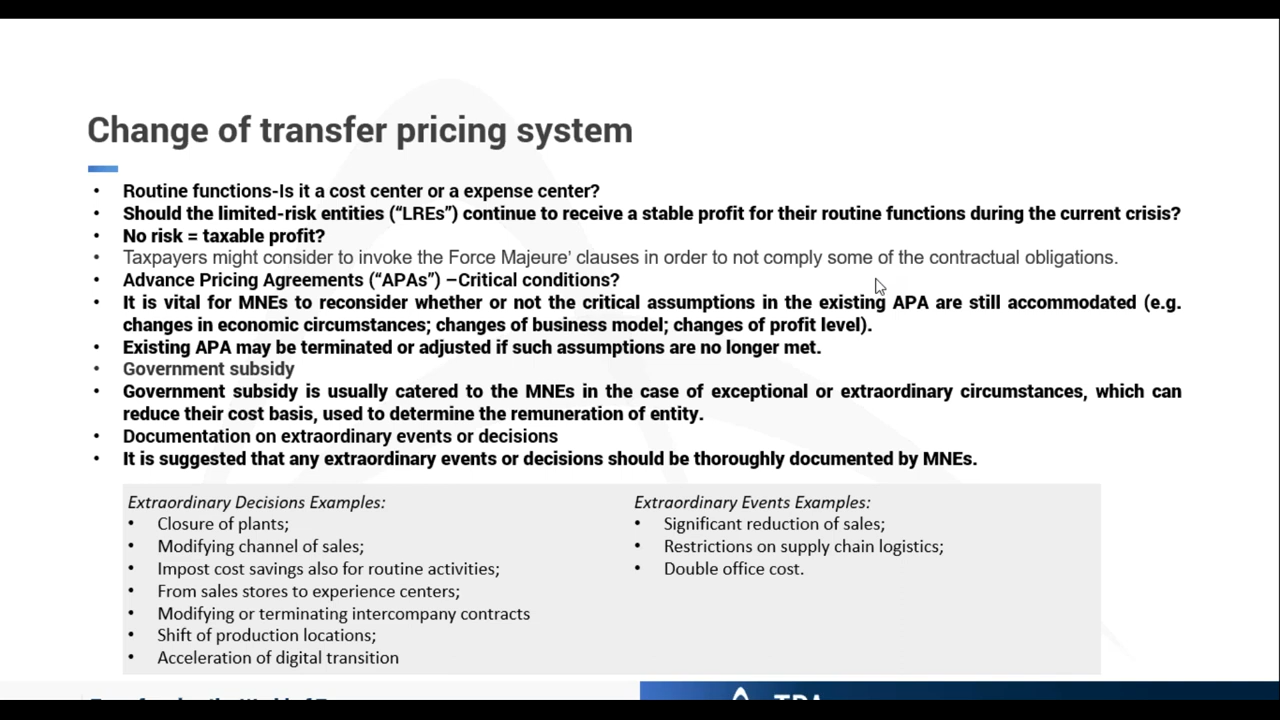 Change of transfer pricing system
• Routine functions-Is it a cost center or a expense center?
• Should the limited-risk entities (“LREs”) continue to receive a stable profit for their routine functions during the current crisis?
• No risk = taxable profit?
• Taxpayers might consider to invoke the Force Majeure’ clauses in order to not comply some of the contractual obligations.
• Advance Pricing Agreements (“APAs”) –Critical conditions?
• It is vital for MNEs to reconsider whether or not the critical assumptions in the existing APA are still accommodated (e.g.
changes in economic circumstances; changes of business model; changes of profit level).
• Existing APA may be terminated or adjusted if such assumptions are no longer met.
• Government subsidy
• Government subsidy is usually catered to the MNEs in the case of exceptional or extraordinary circumstances, which can
reduce their cost basis, used to determine the remuneration of entity.
• Documentation on extraordinary events or decisions
• It is suggested that any extraordinary events or decisions should be thoroughly documented by MNEs.
Extraordinary Decisions Examples:
• Closure of plants;
• Modifying channel of sales;
• Impost cost savings also for routine activities;
• From sales stores to experience centers;
• Modifying or terminating intercompany contracts
• Shift of production locations;
• Acceleration of digital transition
Extraordinary Events Examples:
• Significant reduction of sales;
• Restrictions on supply chain logistics;
• Double office cost.